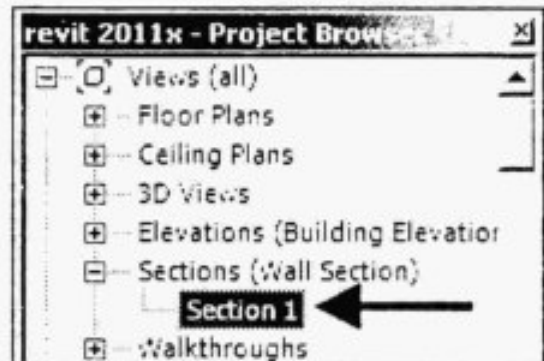 revit 2011x - Project Browser
Views (all)
Floor Plans
Ceiling Plans
3D Views
Elevations (Building Elevation
Sections (Wall Section)
Section 1
Walkthroughs